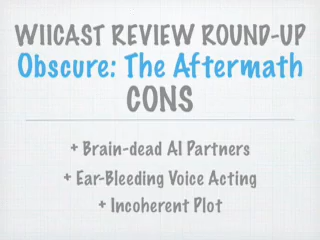 WIICAST REVIEW ROUND-UP
Obscure: The Aftermath
CONS
+ Brain-dead AI Partners
+ Ear-Bleeding Voice Acting
+ Incoherent Plot